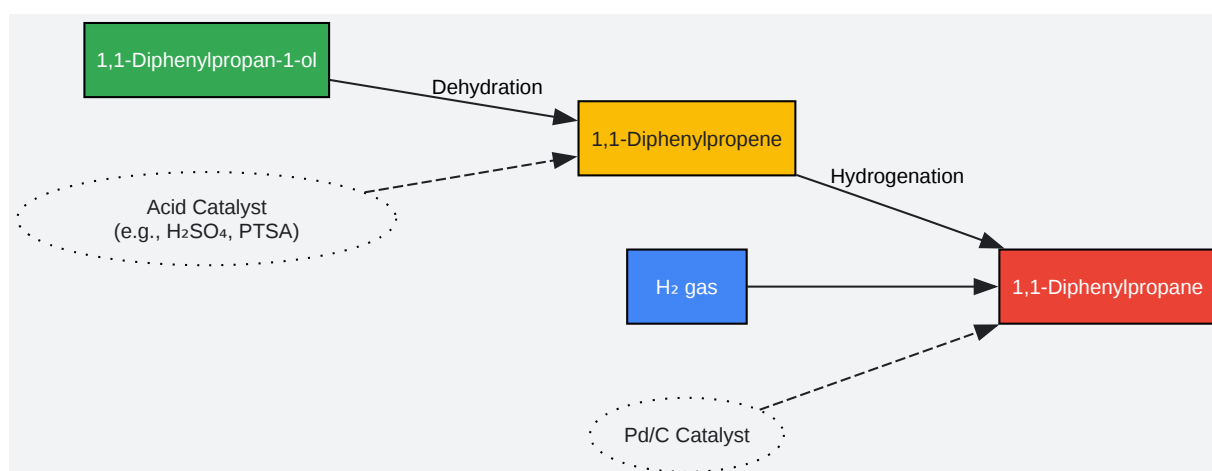 1,1-Diphenylpropan-1-ol
Dehydration
1,1-Diphenylpropene
Hydrogenation
Acid Catalyst
(e.g., H₂SO₄, PTSA)
H₂ gas
1,1-Diphenylpropane
Pd/C Catalyst